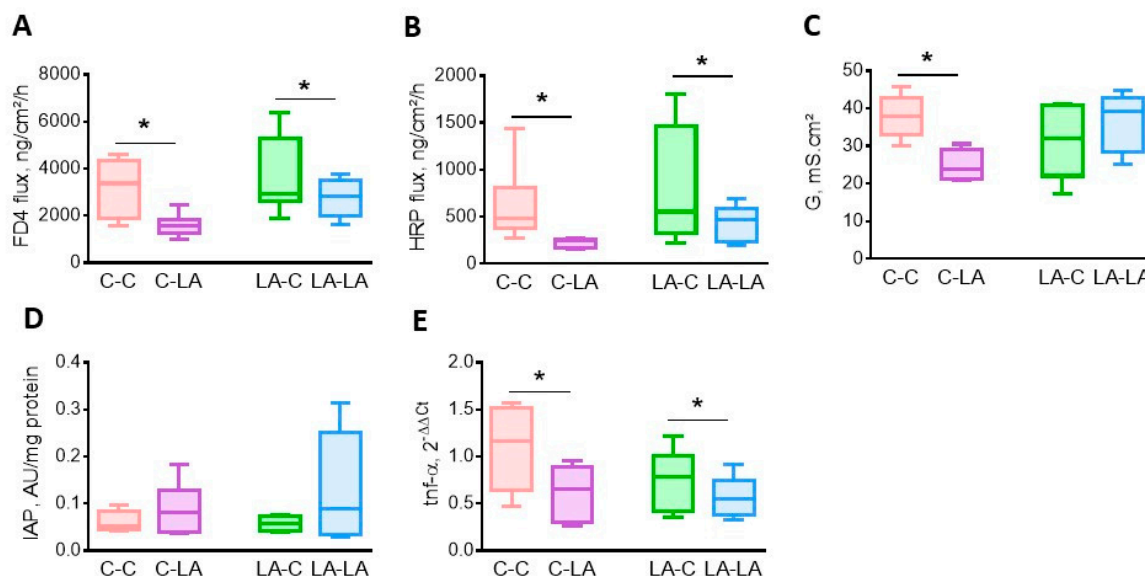 A
FD4 flux, ng/cm²/h
8000
6000
4000
2000
0
*
*
C-C C-LA LA-C LA-LA
B
HRP flux, ng/cm²/h
2000
1500
1000
500
0
*
*
C-C C-LA LA-C LA-LA
C
G, mS.cm²
50
40
30
20
10
0
*
C-C C-LA LA-C LA-LA
D
IAP, AU/mg protein
0.4
0.3
0.2
0.1
0.0
C-C C-LA LA-C LA-LA
E
tnf-α, 2^-ΔΔCt
2.0
1.5
1.0
0.5
0.0
*
*
C-C C-LA LA-C LA-LA